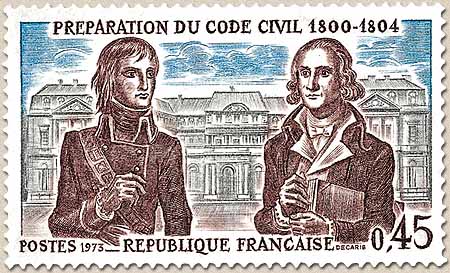 PREPARATION DU CODE CIVIL 1800-1804
POSTES 1973 REPUBLIQUE FRANÇAISE DECARIS 0,45